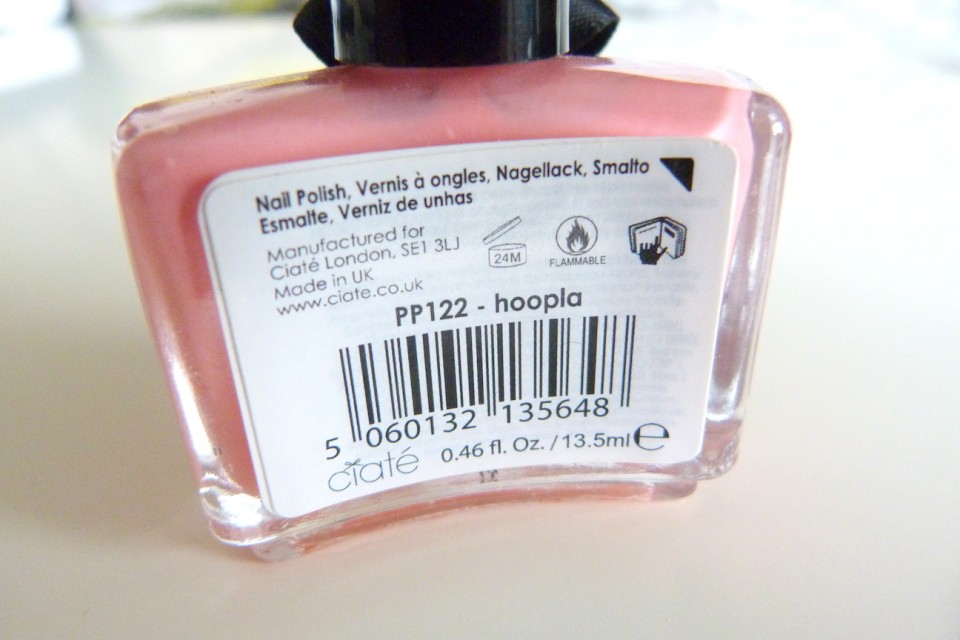 Nail Polish, Vernis à ongles, Nagellack, Smalto
Esmalte, Verniz de unhas
Manufactured for
Ciaté London, SE1 3LJ
Made in UK
www.ciate.co.uk
24M
FLAMMABLE
PP122 - hoopla
5 060132 135648
ciaté 0.46 fl. Oz. / 13.5ml e